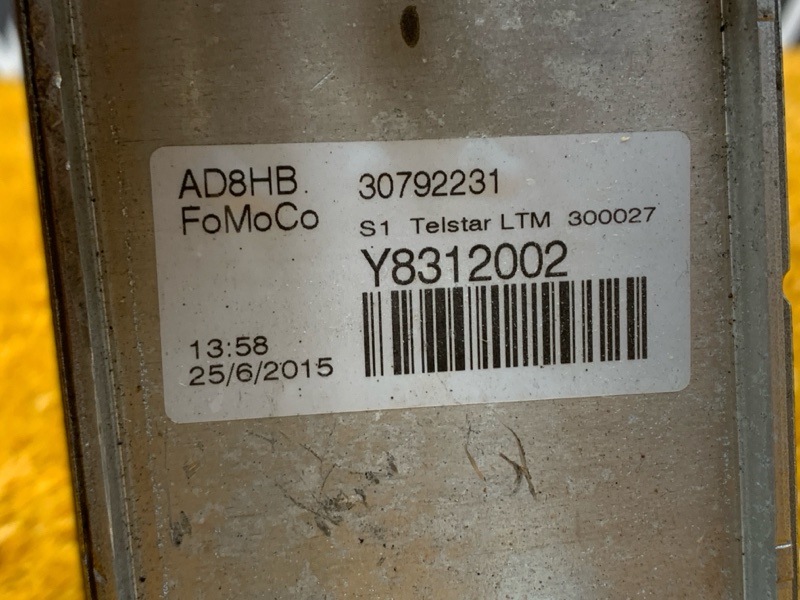 AD8HB
FoMoCo
30792231
S1 Telstar LTM 300027
Y8312002
13:58
25/6/2015